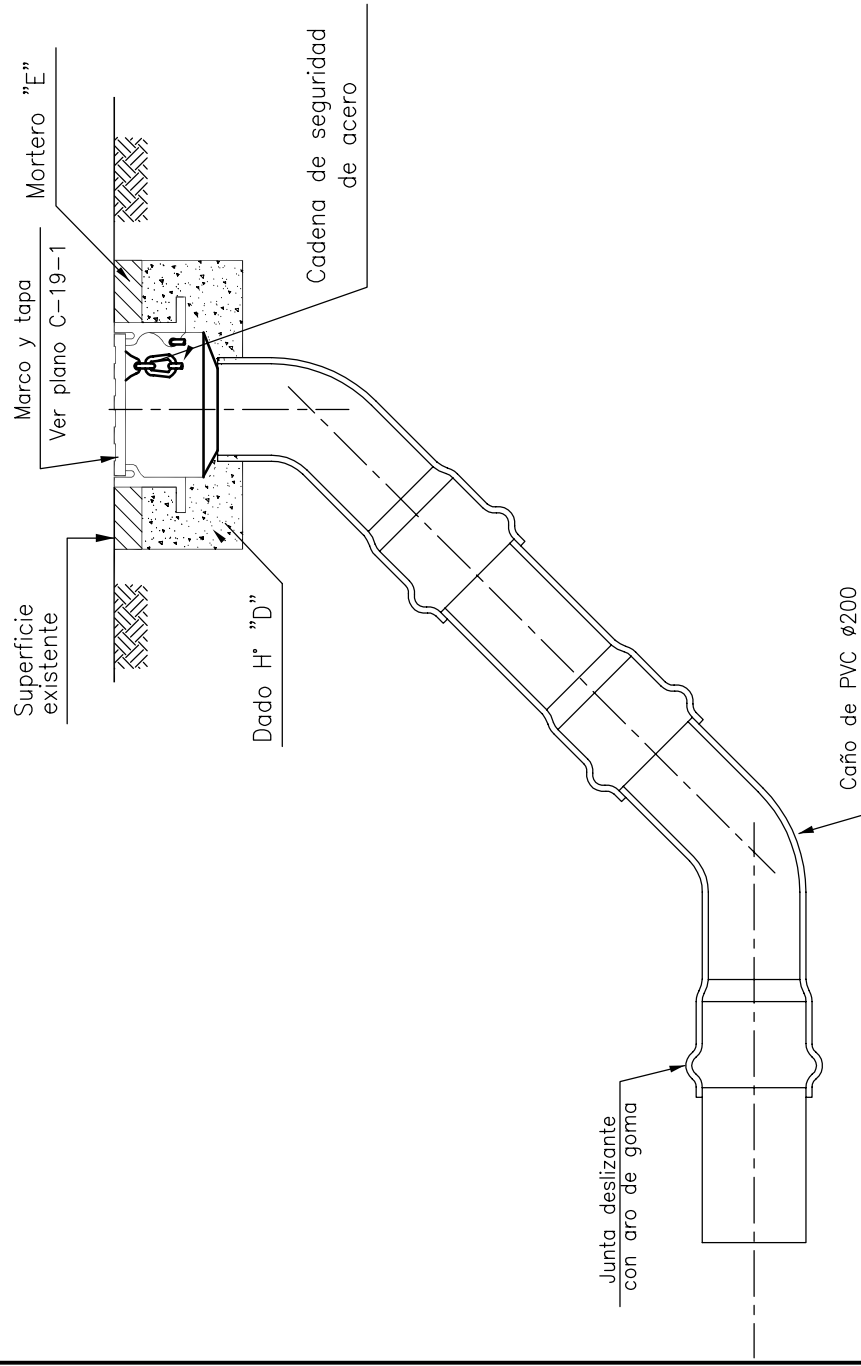 Superficie
existente
Marco y tapa
Ver plano C-19-1
Mortero "E"
Dado H° "D"
Cadena de seguridad
de acero
Junta deslizante
con aro de goma
Caño de PVC ø200